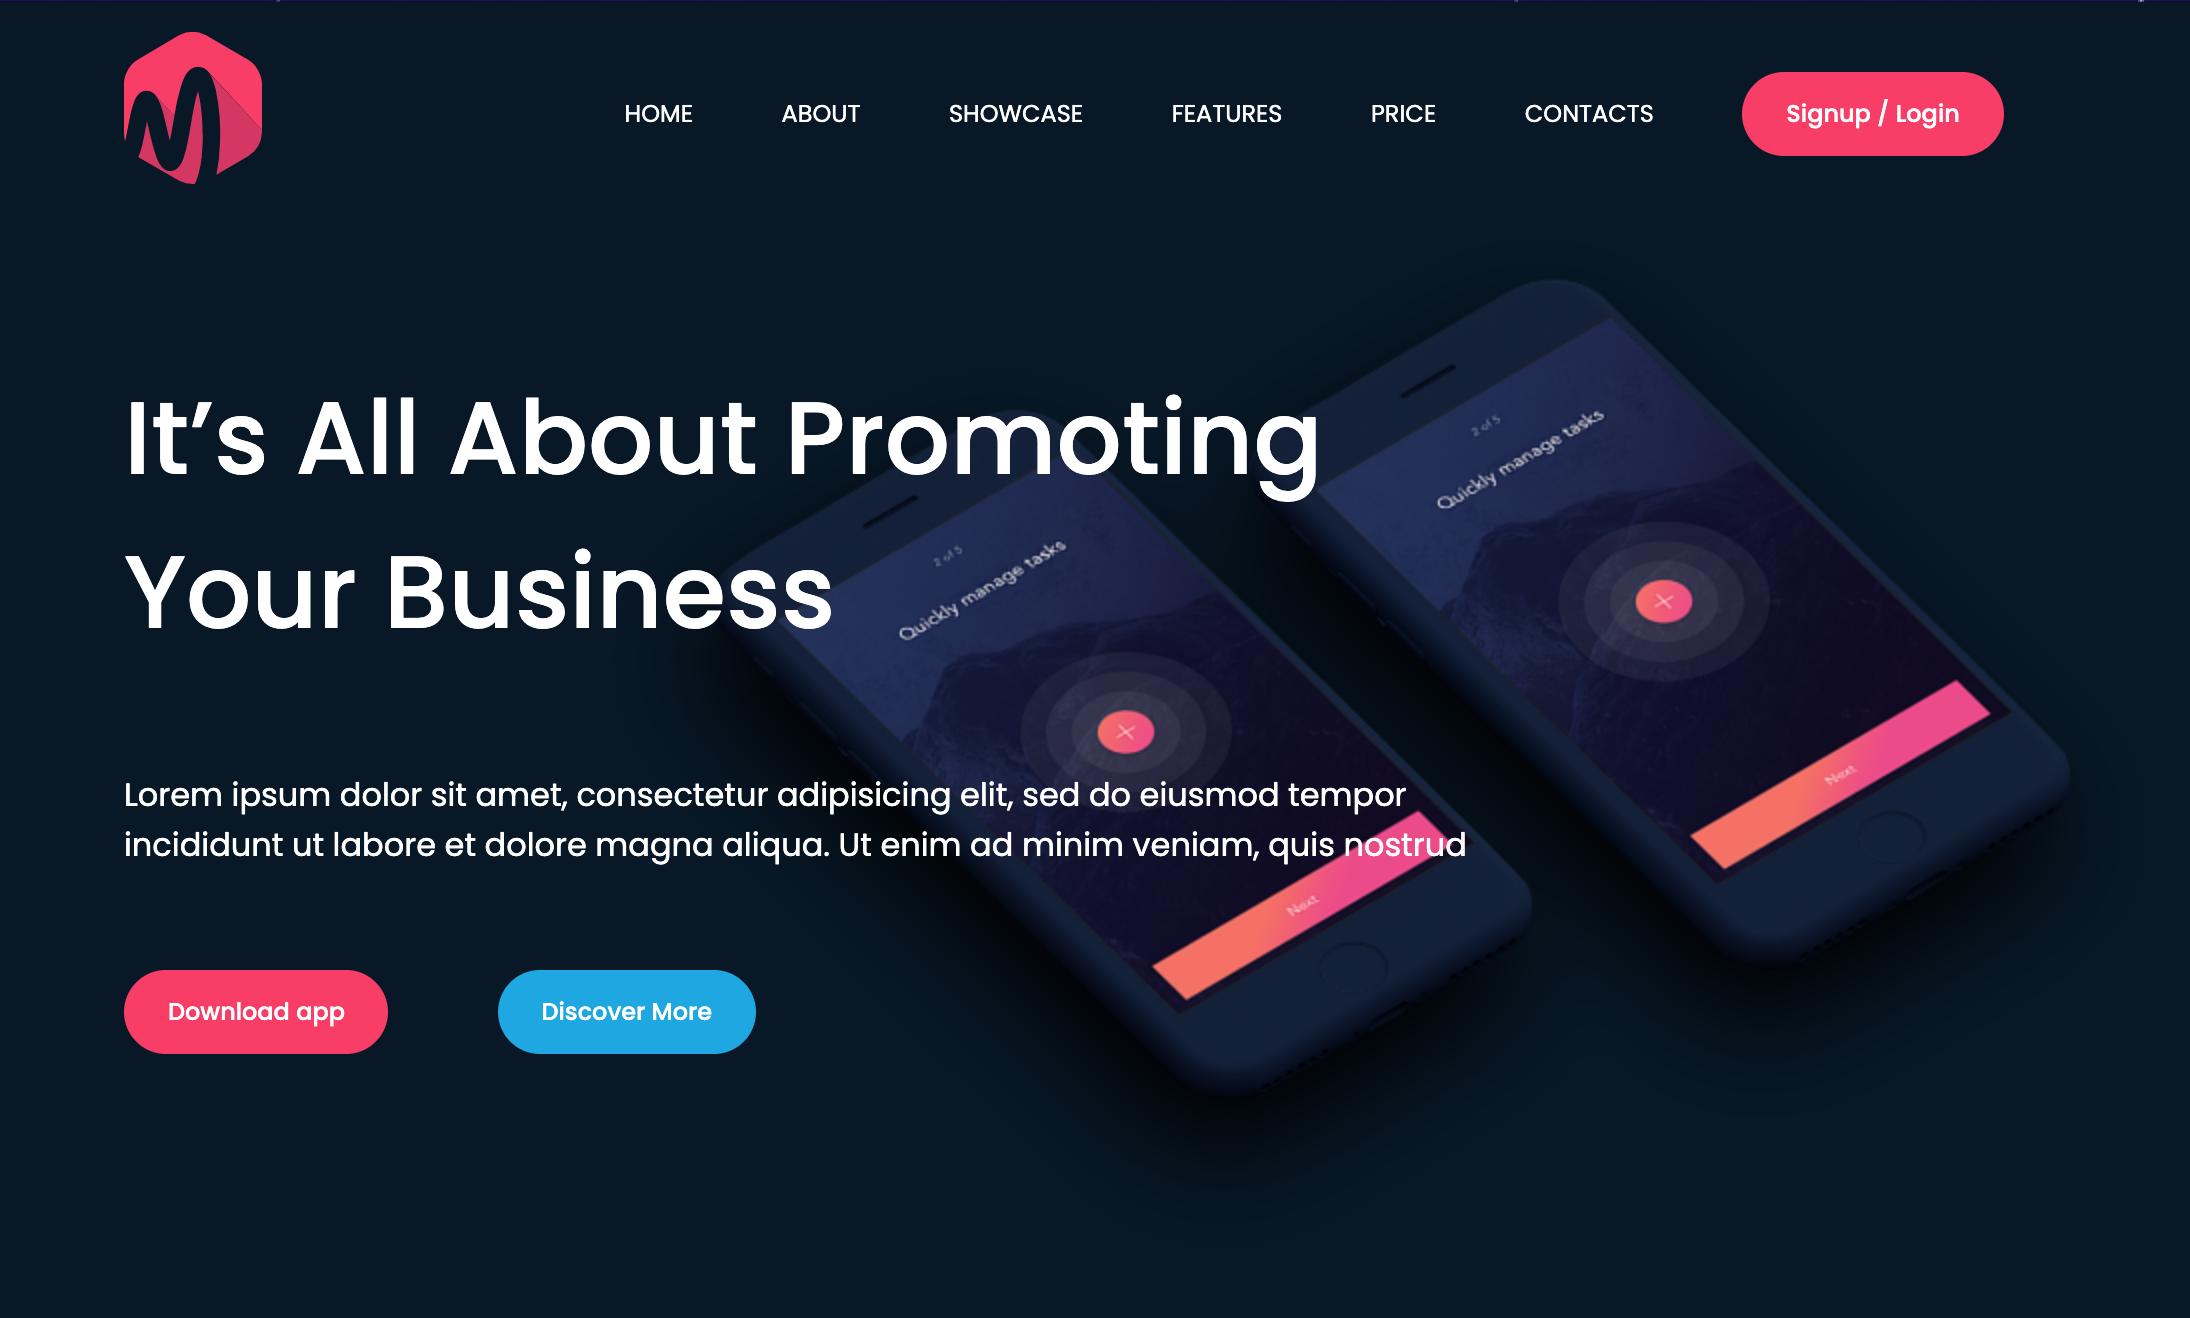 HOME ABOUT SHOWCASE FEATURES PRICE CONTACTS Signup / Login
It’s All About Promoting
Your Business
Lorem ipsum dolor sit amet, consectetur adipisicing elit, sed do eiusmod tempor
incididunt ut labore et dolore magna aliqua. Ut enim ad minim veniam, quis nostrud
Download app Discover More
2 of 5
Quickly manage tasks
Next
2 of 5
Quickly manage tasks
Next